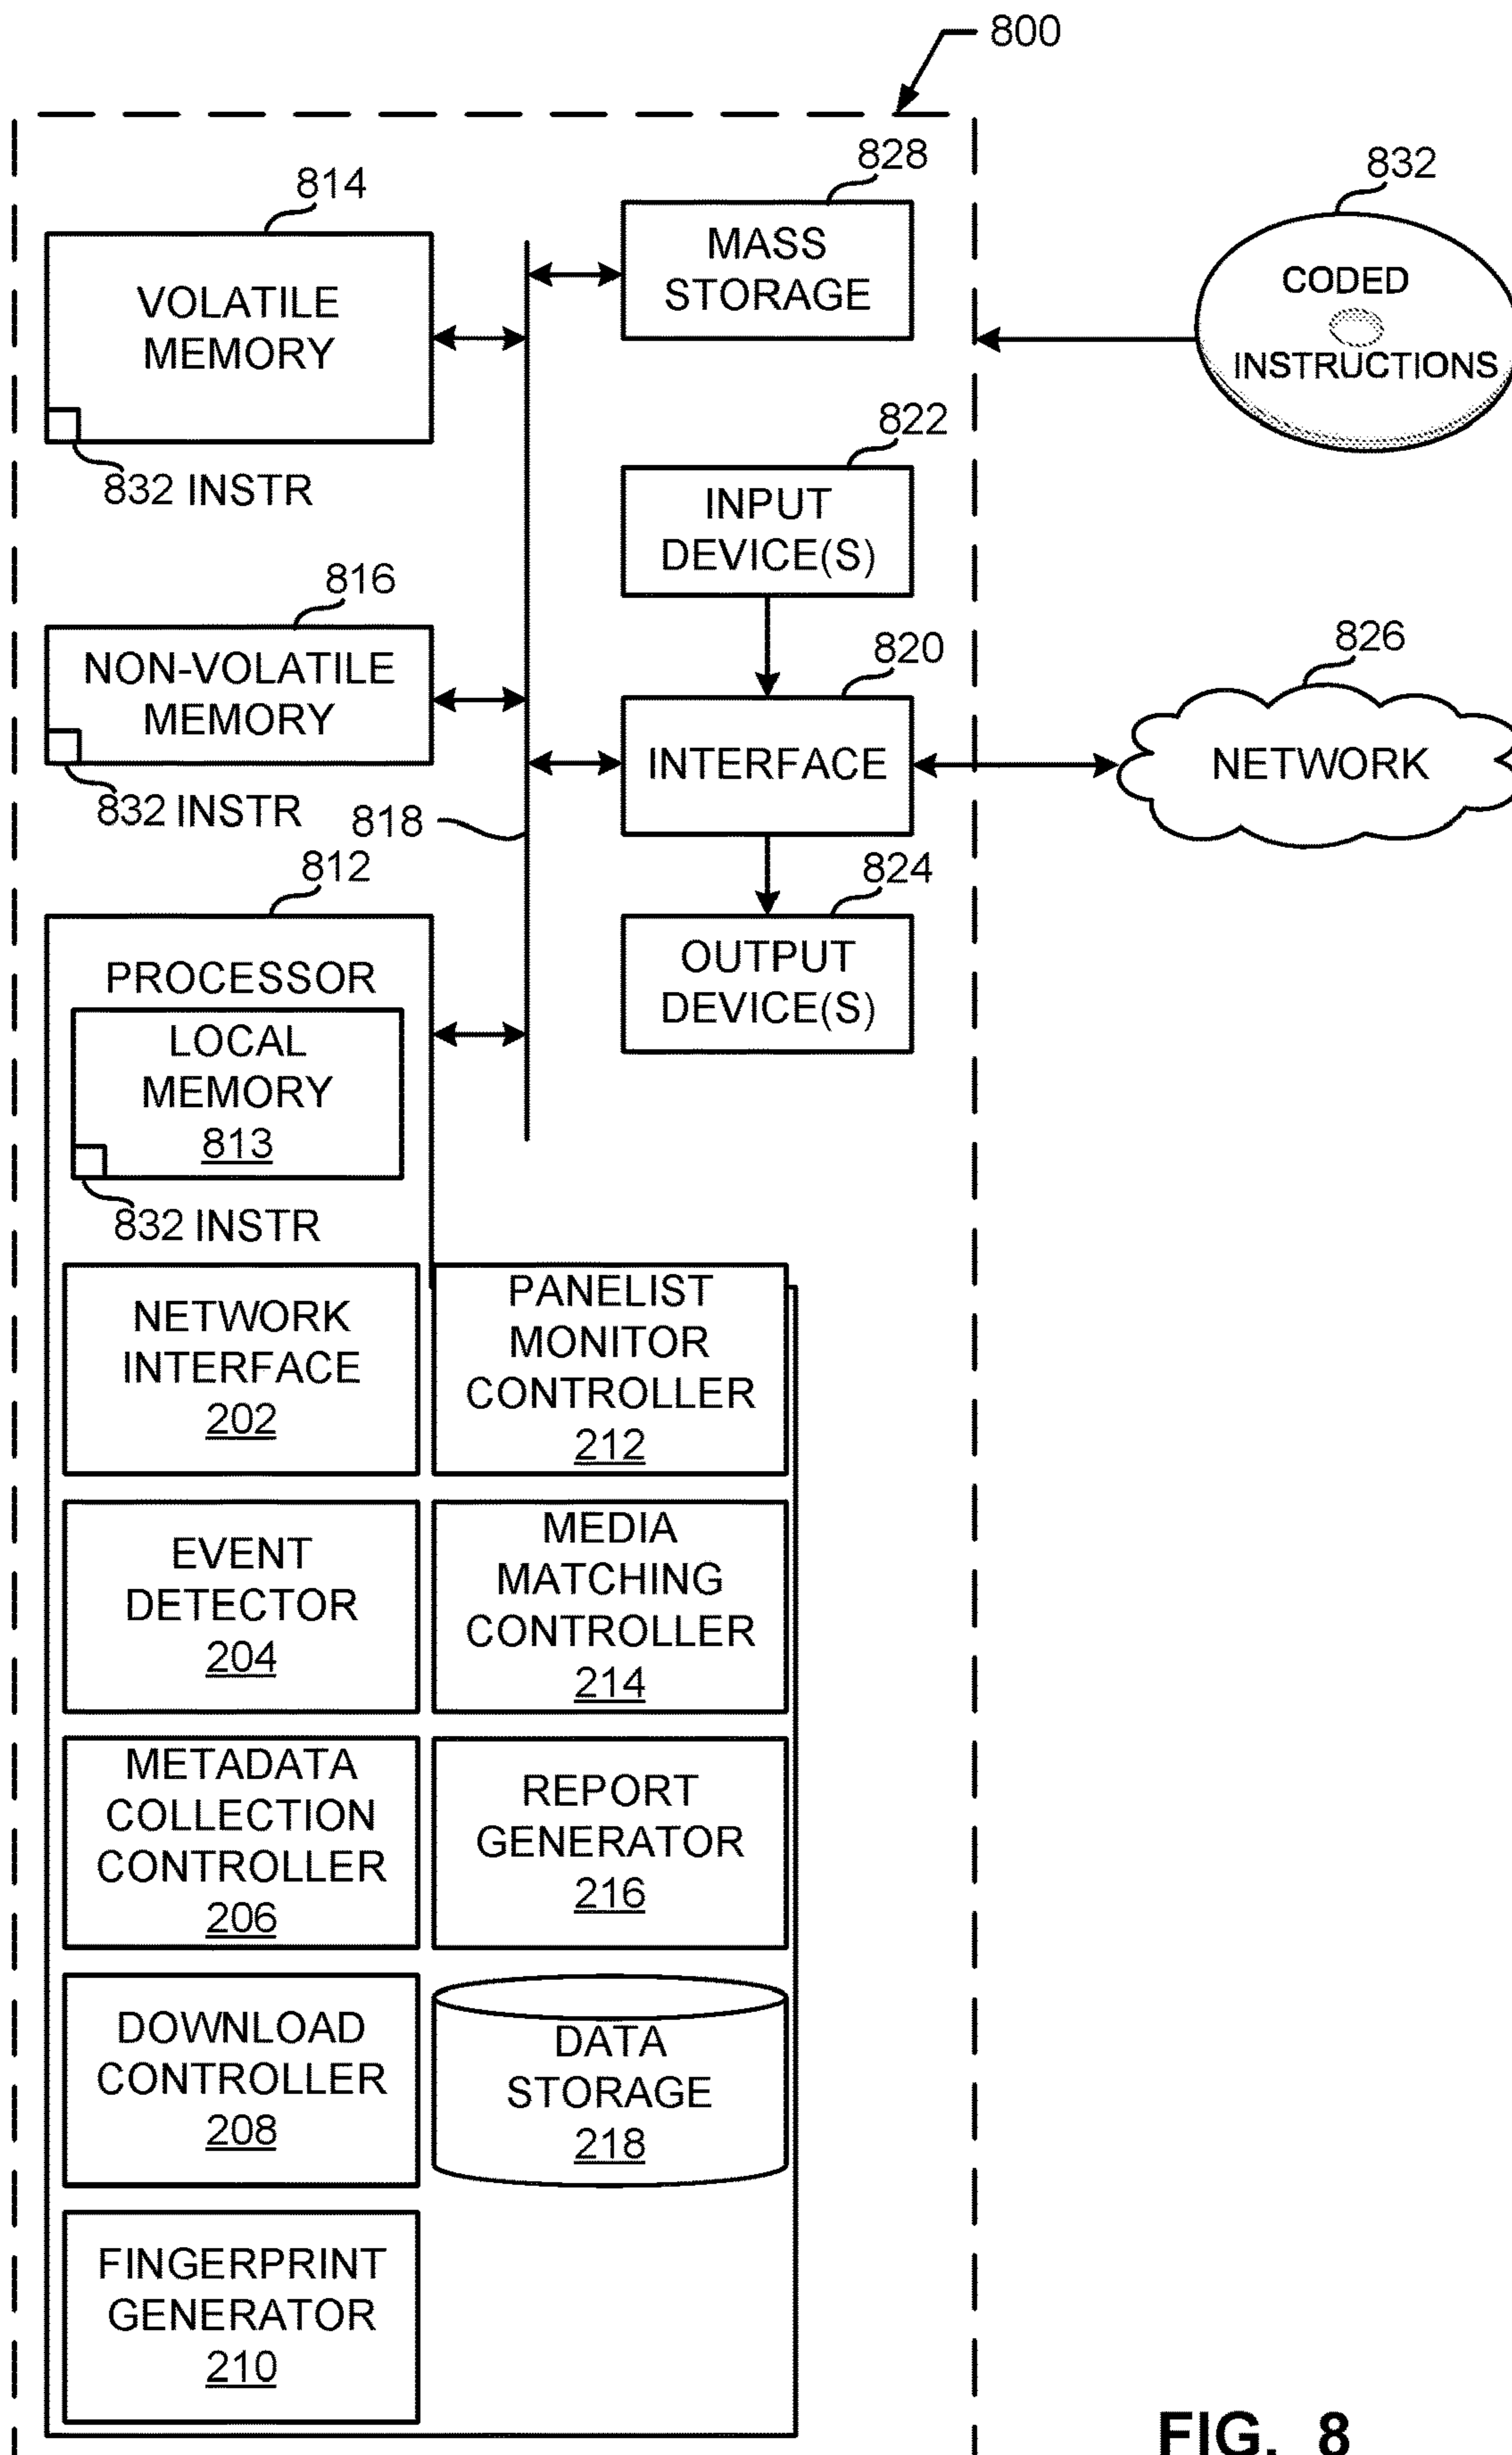 800
828
832
814
MASS
STORAGE
CODED
INSTRUCTIONS
VOLATILE
MEMORY
822
832 INSTR
INPUT
DEVICE(S)
816
820
826
NON-VOLATILE
MEMORY
INTERFACE
NETWORK
832 INSTR
818
812
824
PROCESSOR
OUTPUT
DEVICE(S)
LOCAL
MEMORY
813
832 INSTR
NETWORK
INTERFACE
202
PANELIST
MONITOR
CONTROLLER
212
EVENT
DETECTOR
204
MEDIA
MATCHING
CONTROLLER
214
METADATA
COLLECTION
CONTROLLER
206
REPORT
GENERATOR
216
DOWNLOAD
CONTROLLER
208
DATA
STORAGE
218
FINGERPRINT
GENERATOR
210
FIG. 8